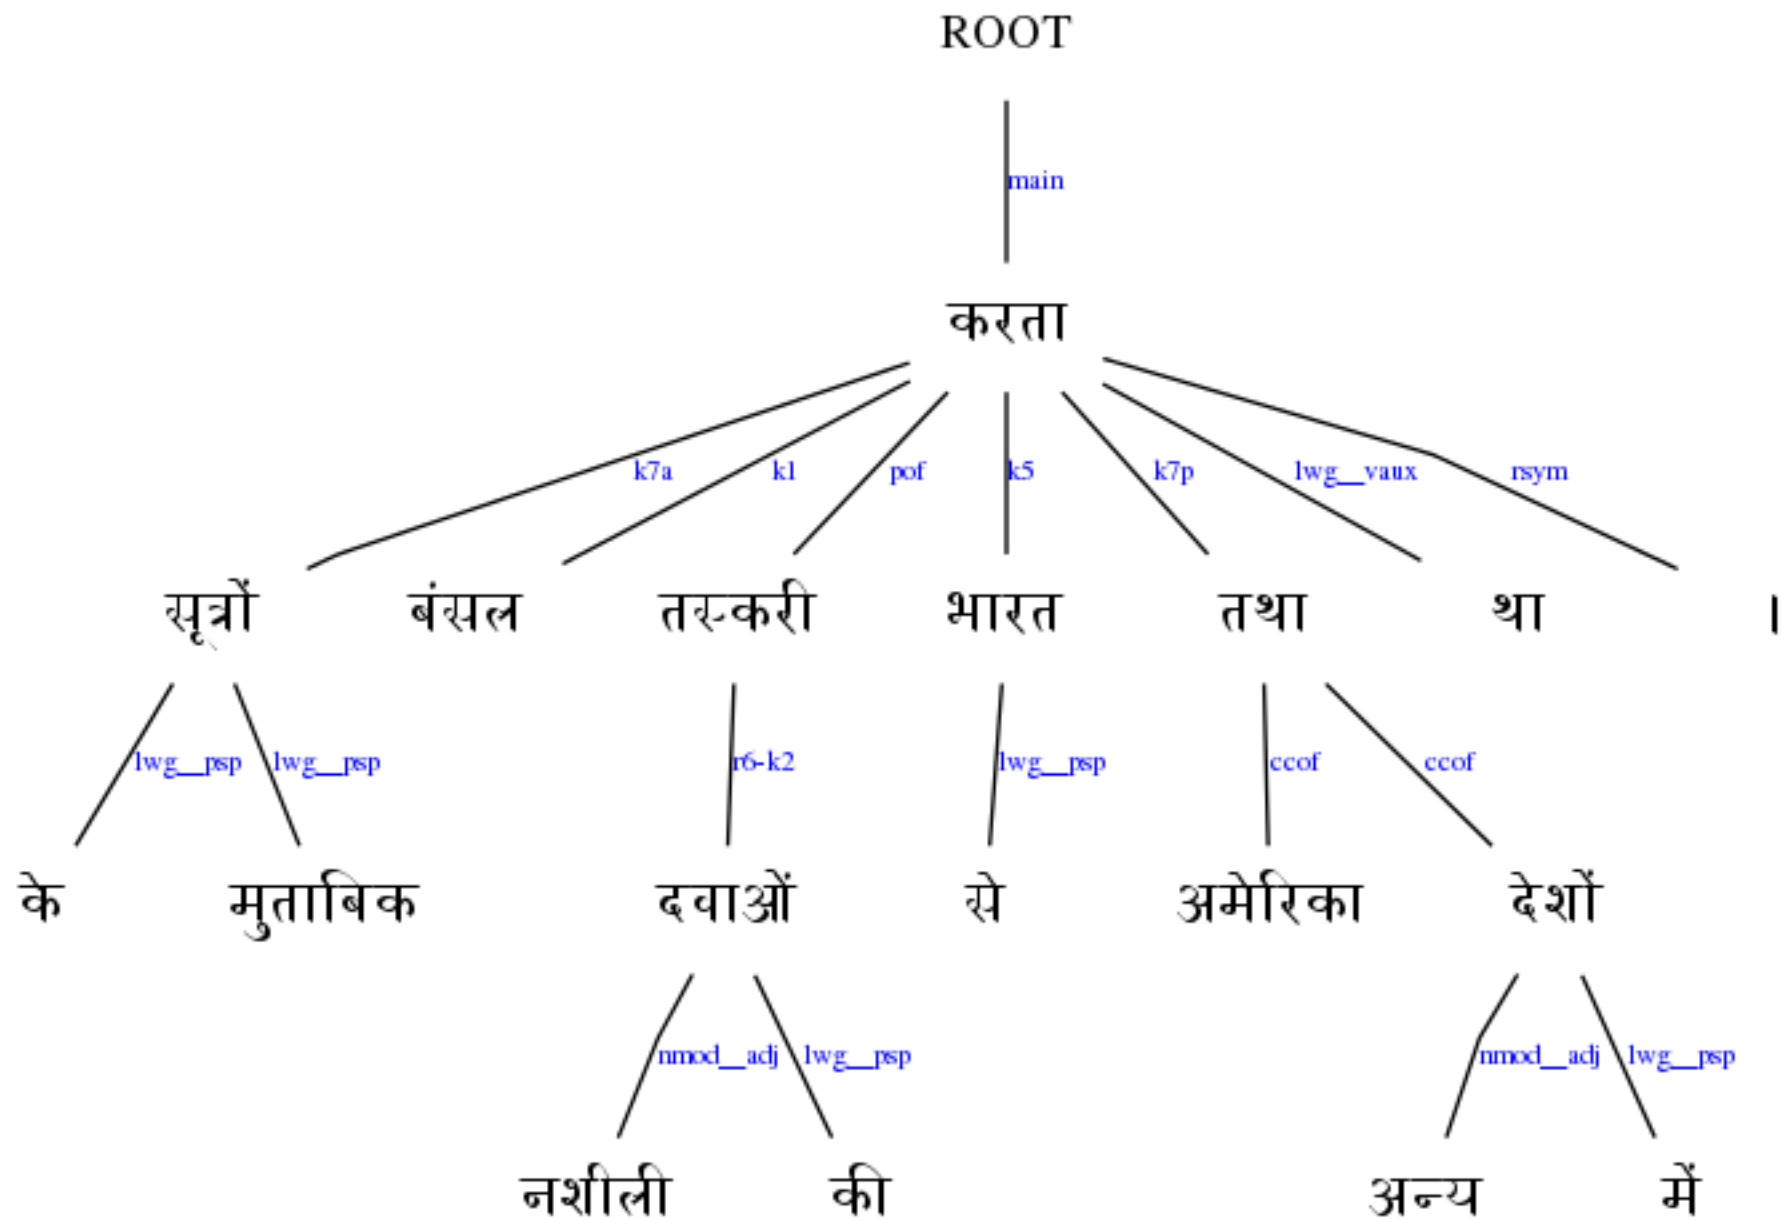 ROOT
main
करता
k7a k1 pof k5 k7p lwg__vaux rsym
सूत्रों बंसल तस्करी भारत तथा था ।
lwg__psp lwg__psp r6-k2 lwg__psp ccof ccof
के मुताबिक दवाओं से अमेरिका देशों
nmod__adj lwg__psp nmod__adj lwg__psp
नशीली की अन्य में